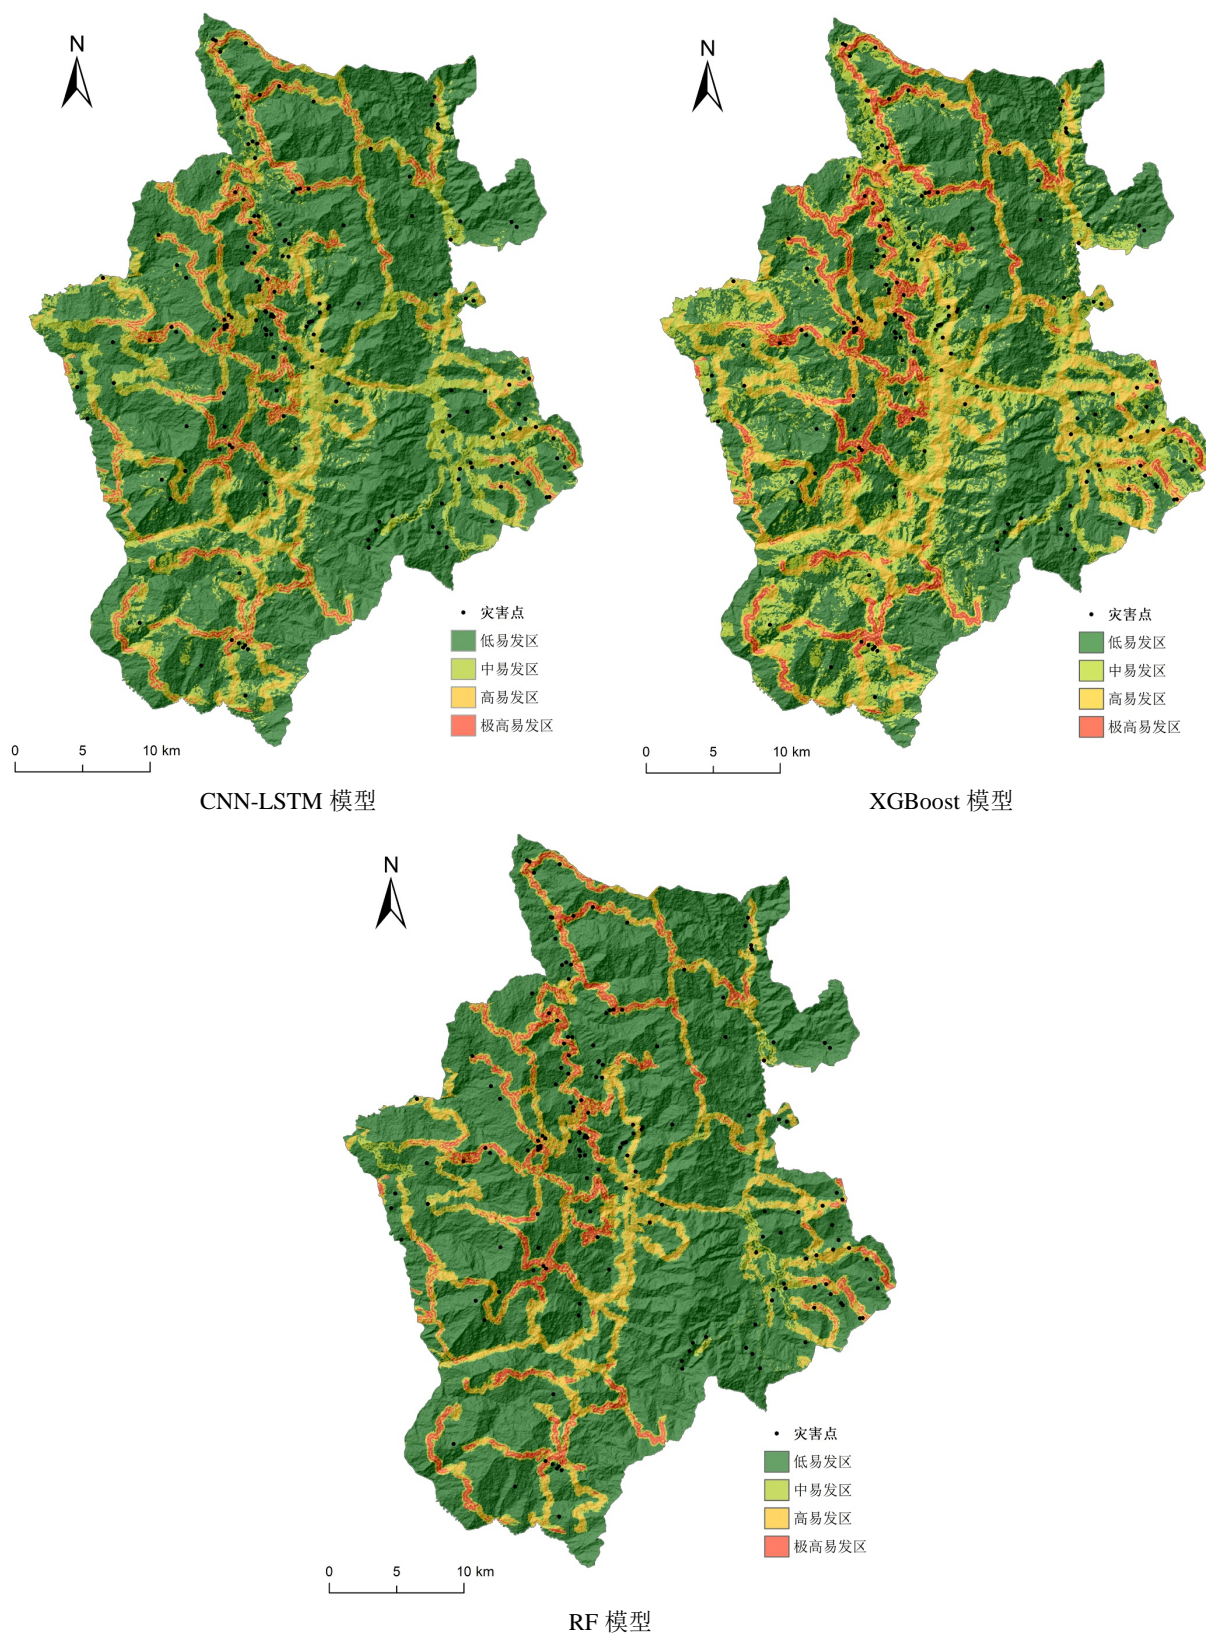 N
灾害点
低易发区
中易发区
高易发区
极高易发区
0 5 10 km
CNN-LSTM 模型
N
灾害点
低易发区
中易发区
高易发区
极高易发区
0 5 10 km
XGBoost 模型
N
灾害点
低易发区
中易发区
高易发区
极高易发区
0 5 10 km
RF 模型